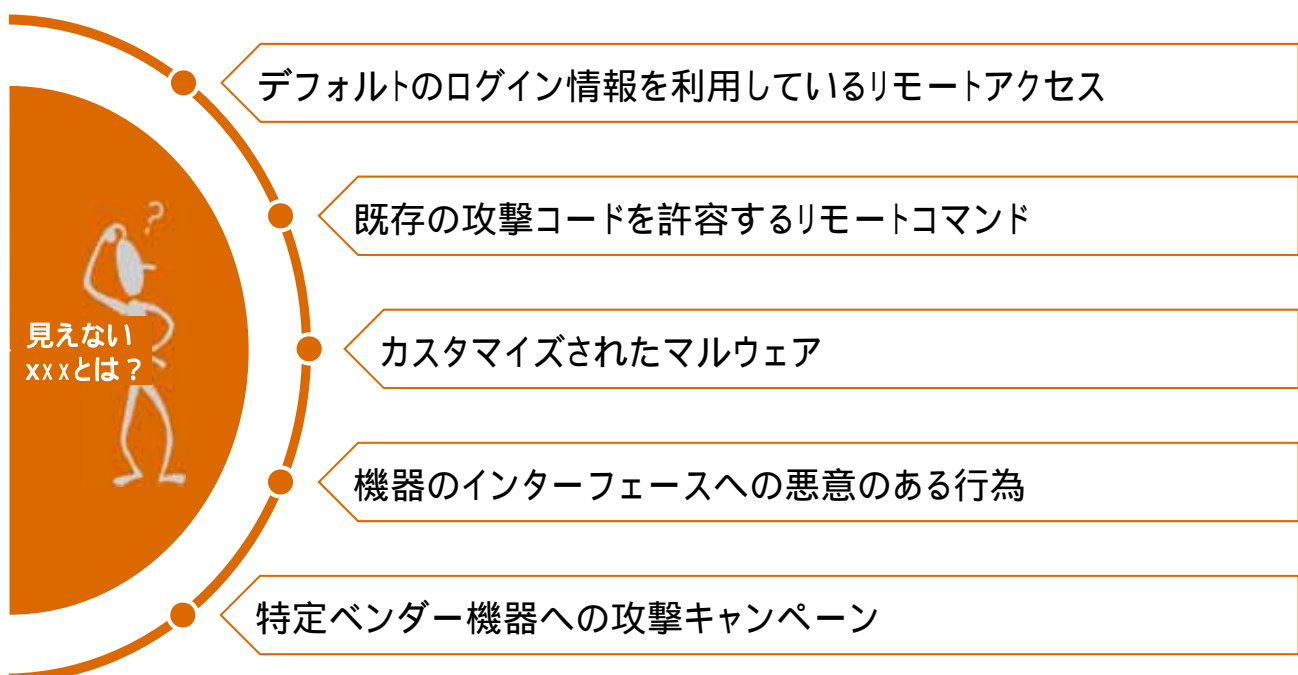 デフォルトのログイン情報を利用しているリモートアクセス
既存の攻撃コードを許容するリモートコマンド
見えない
xxxとは？
カスタマイズされたマルウェア
機器のインターフェースへの悪意のある行為
特定ベンダー機器への攻撃キャンペーン